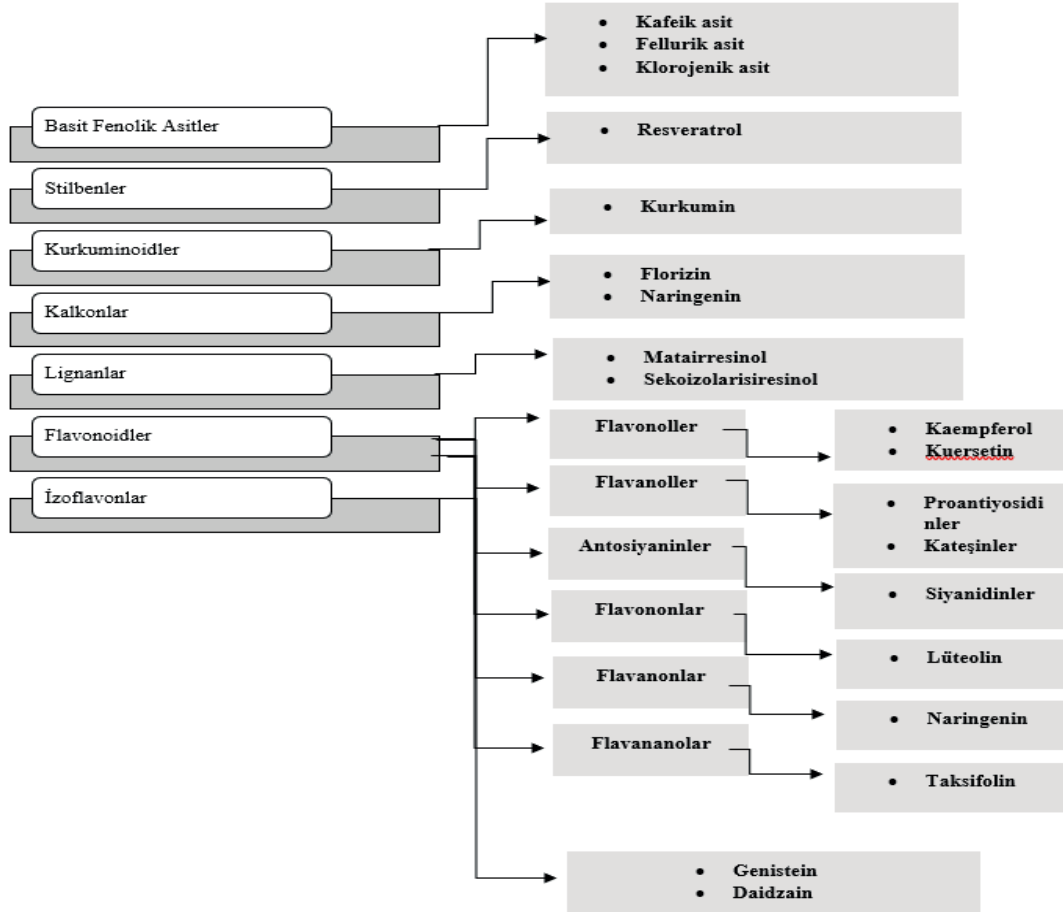 Kafeik asit
Fellurik asit
Klorojenik asit
Basit Fenolik Asitler
Resveratrol
Stilbenler
Kurkumin
Kurkuminoidler
Florizin
Naringenin
Kalkonlar
Matairresinol
Sekoizolarisiresinol
Lignanlar
Flavonoidler
Flavonoller
Kaempferol
Kuersetin
İzoflavonlar
Flavanoller
Proantiyosidi
nler
Kateşinler
Antosiyaninler
Siyanidinler
Flavononlar
Lüteolin
Flavanonlar
Naringenin
Flavananolar
Taksifolin
Genistein
Daidzain